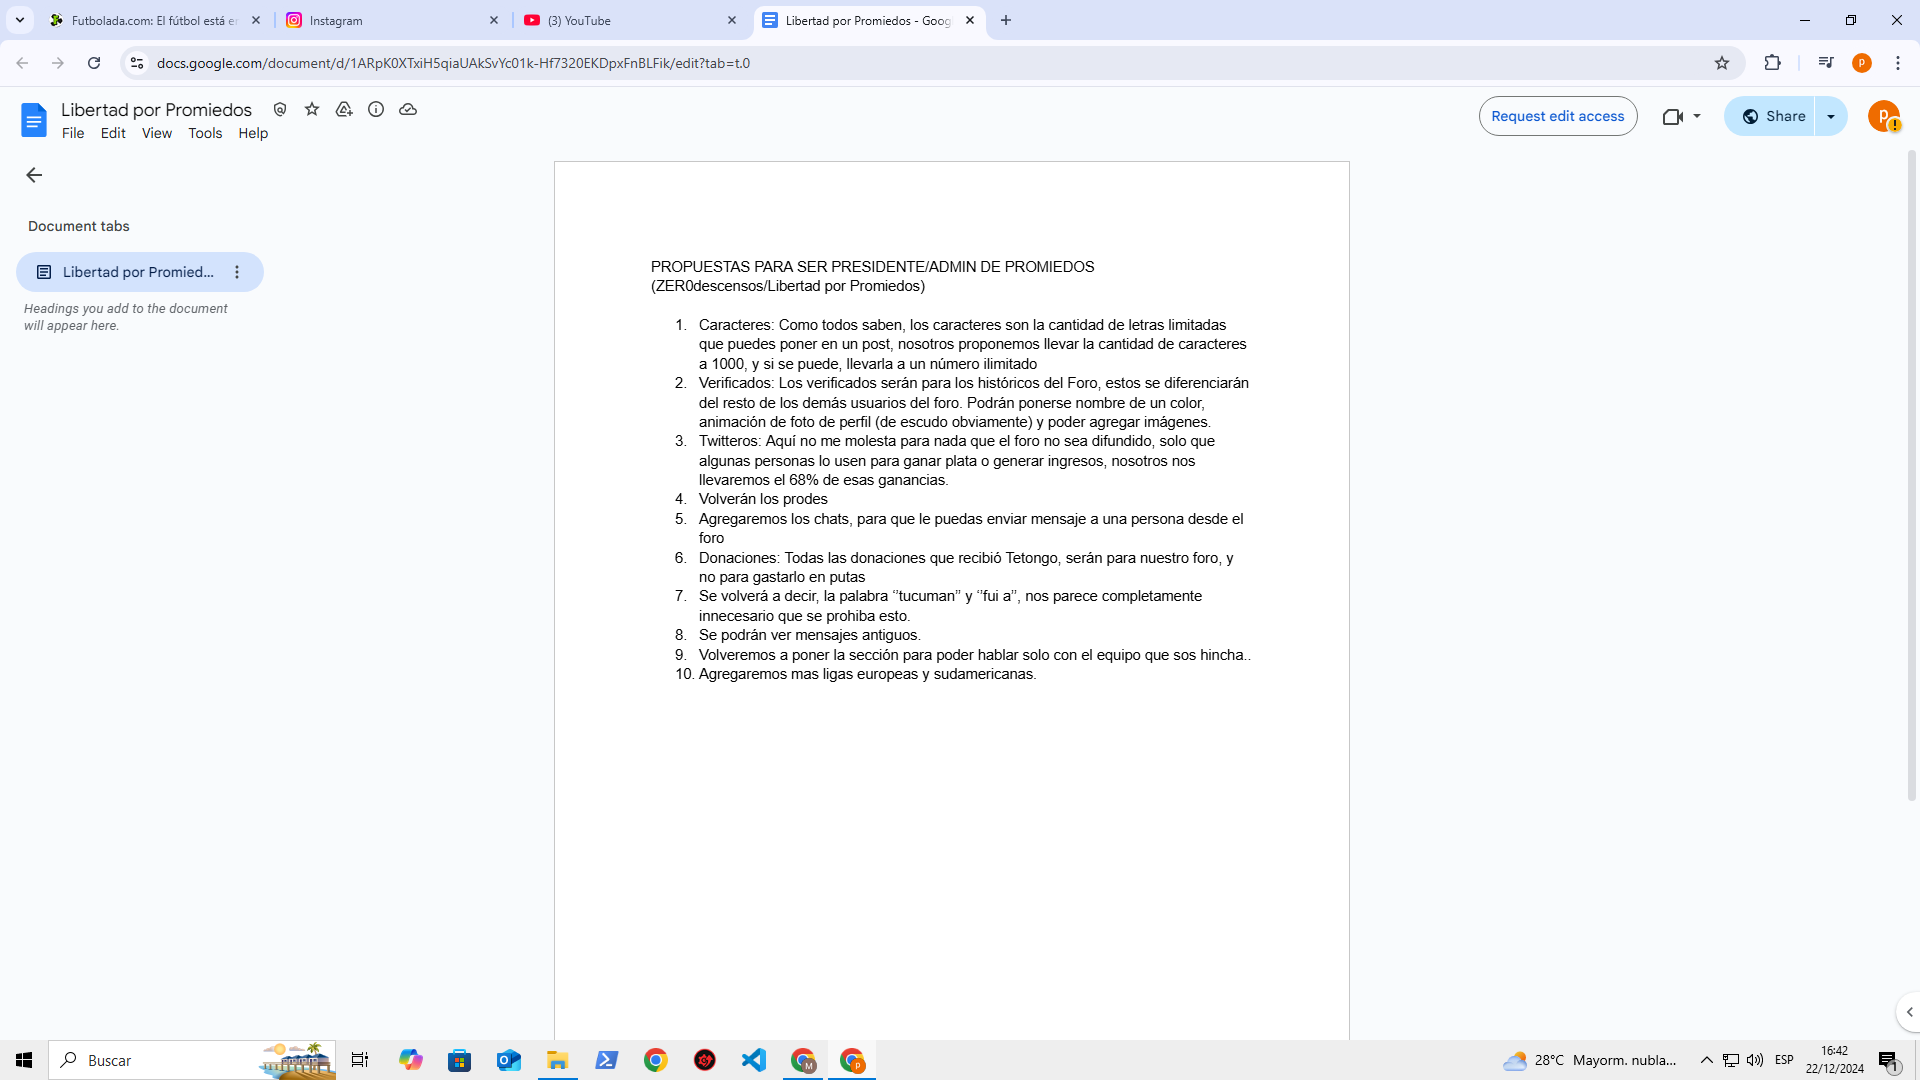 Futbolada.com: El fútbol está e
Instagram
(3) YouTube
Libertad por Promiedos - Goog
docs.google.com/document/d/1ARpK0XTxiH5qiaUAkSvYc01k-Hf7320EKDpxFnBLFik/edit?tab=t.0
P
Libertad por Promiedos
File Edit View Tools Help
Request edit access
Share
p
Document tabs
Libertad por Promied...
Headings you add to the document
will appear here.
PROPUESTAS PARA SER PRESIDENTE/ADMIN DE PROMIEDOS
(ZER0descensos/Libertad por Promiedos)
1. Caracteres: Como todos saben, los caracteres son la cantidad de letras limitadas
que puedes poner en un post, nosotros proponemos llevar la cantidad de caracteres
a 1000, y si se puede, llevarla a un número ilimitado
2. Verificados: Los verificados serán para los históricos del Foro, estos se diferenciarán
del resto de los demás usuarios del foro. Podrán ponerse nombre de un color,
animación de foto de perfil (de escudo obviamente) y poder agregar imágenes.
3. Twitteros: Aquí no me molesta para nada que el foro no sea difundido, solo que
algunas personas lo usen para ganar plata o generar ingresos, nosotros nos
llevaremos el 68% de esas ganancias.
4. Volverán los prodes
5. Agregaremos los chats, para que le puedas enviar mensaje a una persona desde el
foro
6. Donaciones: Todas las donaciones que recibió Tetongo, serán para nuestro foro, y
no para gastarlo en putas
7. Se volverá a decir, la palabra ‘’tucuman’’ y ‘’fui a’’, nos parece completamente
innecesario que se prohiba esto.
8. Se podrán ver mensajes antiguos.
9. Volveremos a poner la sección para poder hablar solo con el equipo que sos hincha..
10. Agregaremos mas ligas europeas y sudamericanas.
Buscar
M
P
28°C Mayorm. nubla...
ESP
16:42
22/12/2024
1